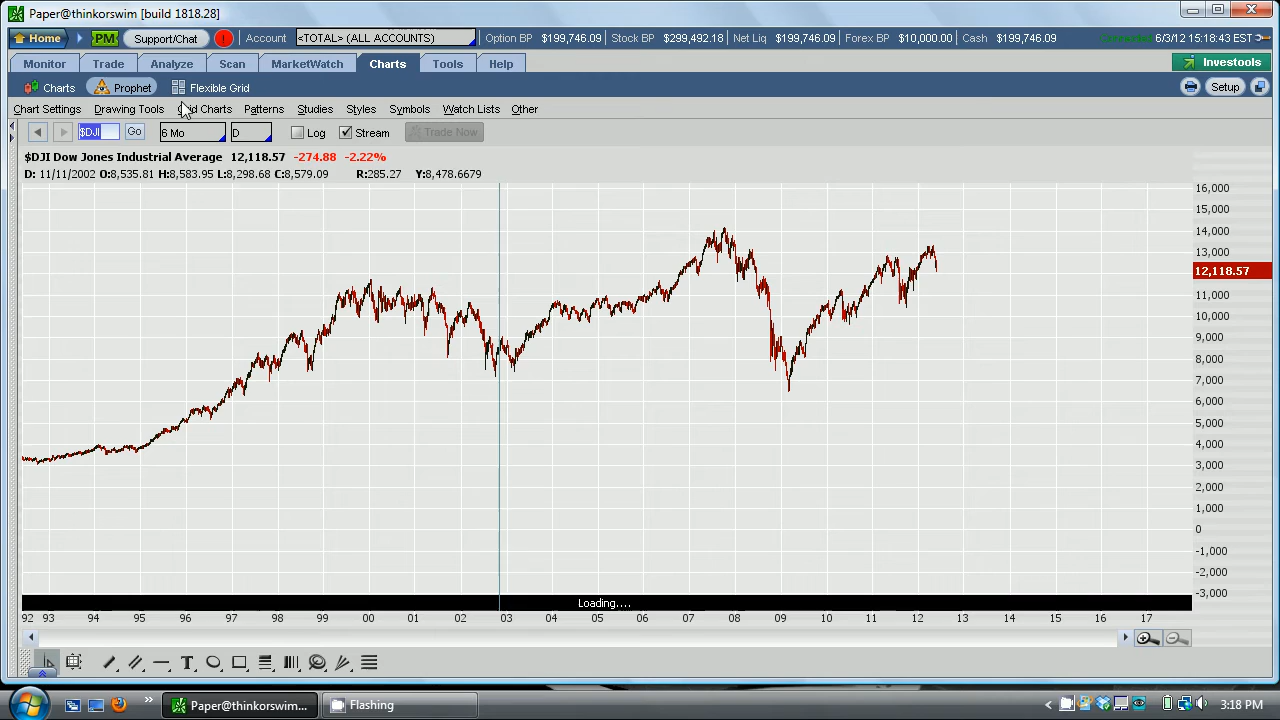 Paper@thinkorswim [build 1818.28]
Home PM Support/Chat Account <TOTAL> (ALL ACCOUNTS) Option BP $199,746.09 Stock BP $299,492.18 Net Liq $199,746.09 Forex BP $10,000.00 Cash $199,746.09 Connected 6/3/12 15:18:43 EST
Monitor Trade Analyze Scan MarketWatch Charts Tools Help Investools
Charts Prophet Flexible Grid Setup
Chart Settings Drawing Tools Charts Patterns Studies Styles Symbols Watch Lists Other
$DJI Go 6 Mo D Log Stream Trade Now
$DJI Dow Jones Industrial Average 12,118.57 -274.88 -2.22%
D: 11/11/2002 O:8,535.81 H:8,583.95 L:8,298.68 C:8,579.09 R:285.27 Y:8,478.6679
16,000
15,000
14,000
13,000
12,118.57
11,000
10,000
9,000
8,000
7,000
6,000
5,000
4,000
3,000
2,000
1,000
0
-1,000
-2,000
-3,000
Loading....
92 93 94 95 96 97 98 99 00 01 02 03 04 05 06 07 08 09 10 11 12 13 14 15 16 17
T
Paper@thinkorswim... Flashing 3:18 PM